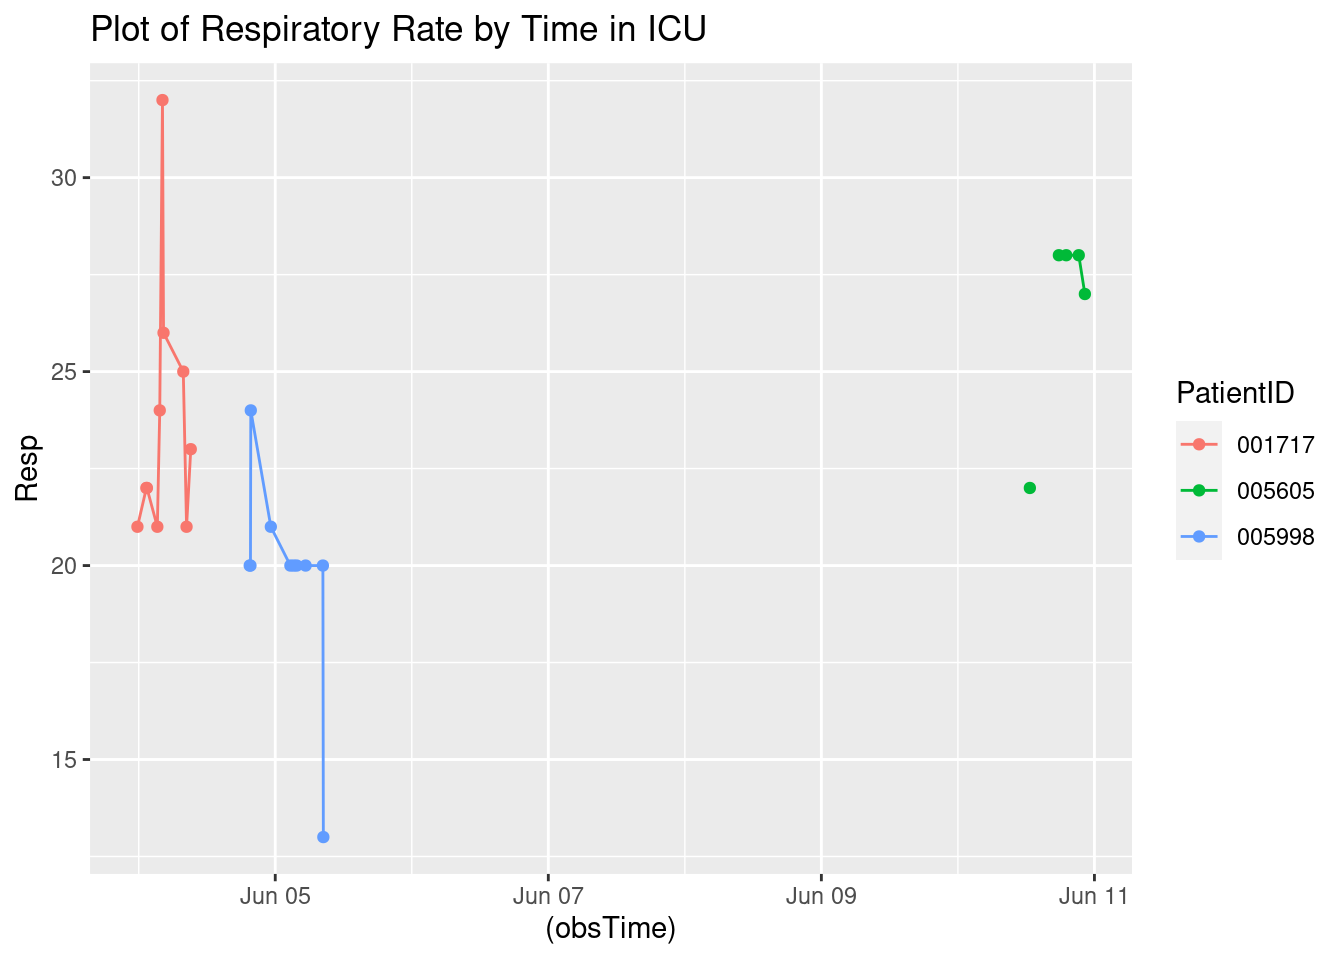 Plot of Respiratory Rate by Time in ICU
30
25
20
15
Resp
Jun 05
Jun 07
Jun 09
Jun 11
(obsTime)
PatientID
001717
005605
005998